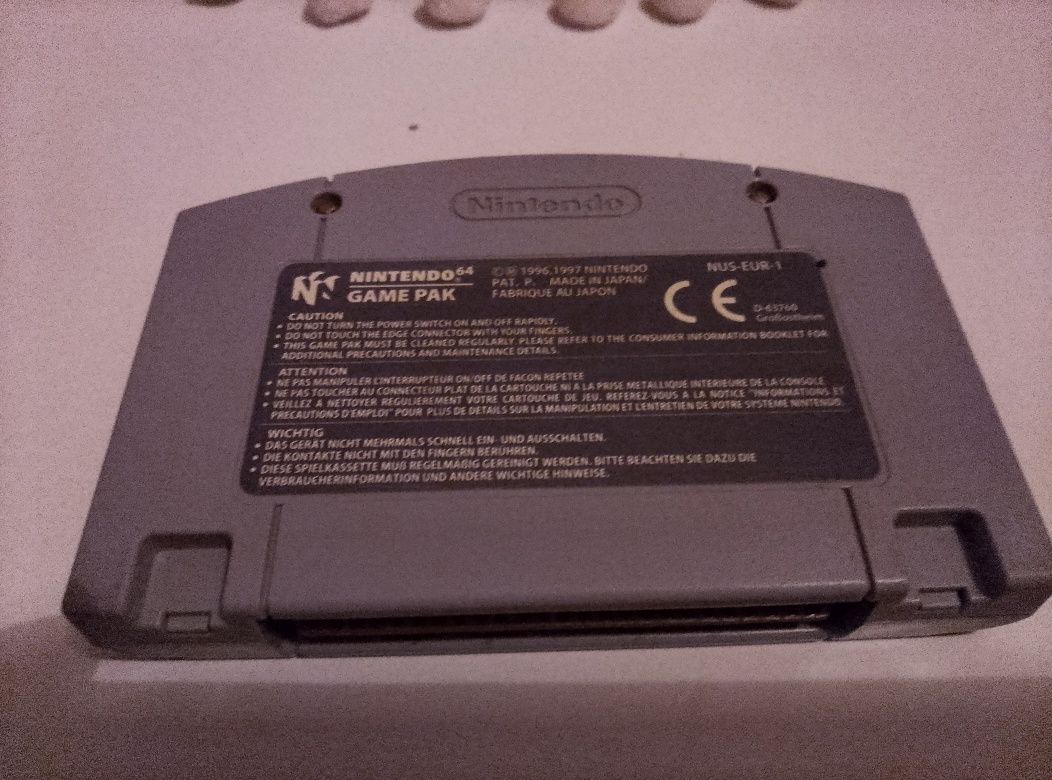 Nintendo
NINTENDO 64
GAME PAK
©® 1996,1997 NINTENDO
PAT. P. MADE IN JAPAN/
FABRIQUE AU JAPON
NUS-EUR-1
CE
D-63760
Großostheim
CAUTION
• DO NOT TURN THE POWER SWITCH ON AND OFF RAPIDLY.
• DO NOT TOUCH THE EDGE CONNECTOR WITH YOUR FINGERS.
• THIS GAME PAK MUST BE CLEANED REGULARLY. PLEASE REFER TO THE CONSUMER INFORMATION BOOKLET FOR
ADDITIONAL PRECAUTIONS AND MAINTENANCE DETAILS.
ATTENTION
• NE PAS MANIPULER L'INTERRUPTEUR ON/OFF DE FACON REPETEE
• NE PAS TOUCHER AU CONNECTEUR PLAT DE LA CARTOUCHE NI A LA PRISE METALLIQUE INTERIEURE DE LA CONSOLE.
• VEILLEZ A NETTOYER REGULIEREMENT VOTRE CARTOUCHE DE JEU. REFEREZ-VOUS A LA NOTICE "INFORMATIONS ET
PRECAUTIONS D'EMPLOI" POUR PLUS DE DETAILS SUR LA MANIPULATION ET L'ENTRETIEN DE VOTRE SYSTEME NINTENDO
WICHTIG
• DAS GERÄT NICHT MEHRMALS SCHNELL EIN- UND AUSSCHALTEN.
• DIE KONTAKTE NICHT MIT DEN FINGERN BERÜHREN.
• DIESE SPIELKASSETTE MUß REGELMÄßIG GEREINIGT WERDEN. BITTE BEACHTEN SIE DAZU DIE
VERBRAUCHERINFORMATION UND ANDERE WICHTIGE HINWEISE.